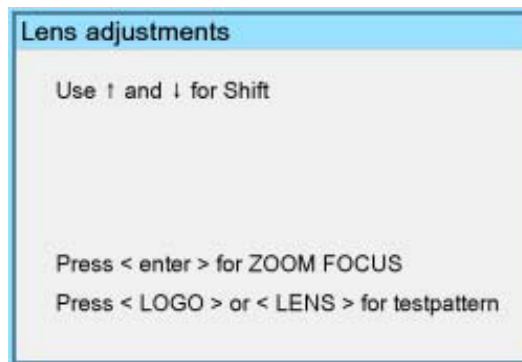 Lens adjustments
Use ↑ and ↓ for Shift
Press < enter > for ZOOM FOCUS
Press < LOGO > or < LENS > for testpattern